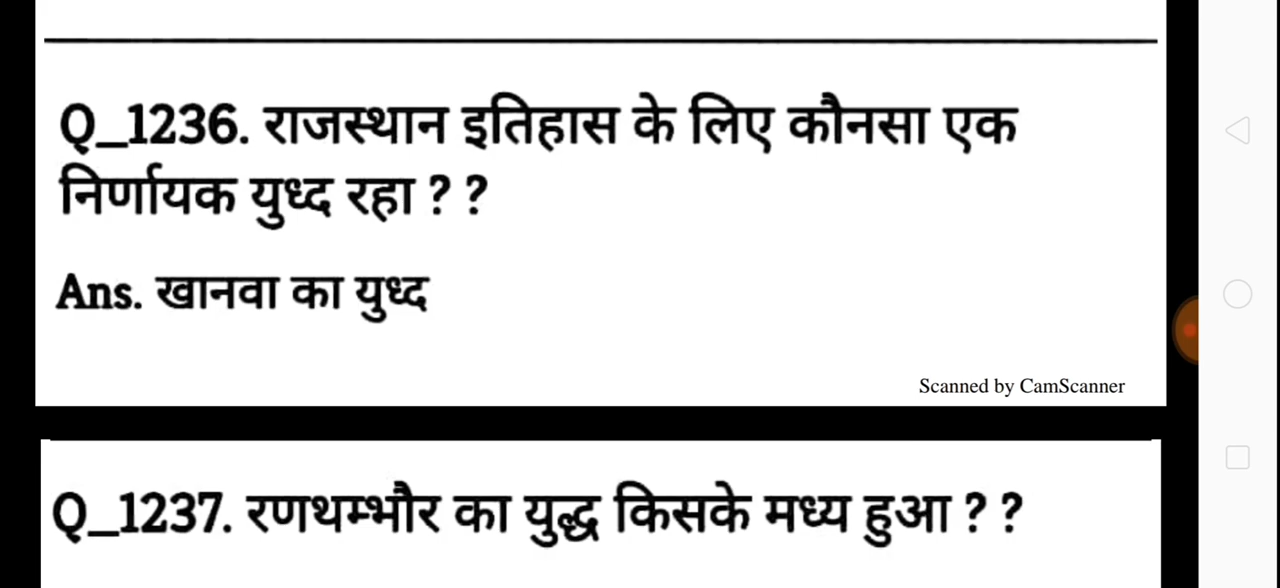 Q_1236. राजस्थान इतिहास के लिए कौनसा एक
निर्णायक युध्द रहा ? ?
Ans. खानवा का युध्द
Scanned by CamScanner
Q_1237. रणथम्भौर का युद्ध किसके मध्य हुआ ? ?